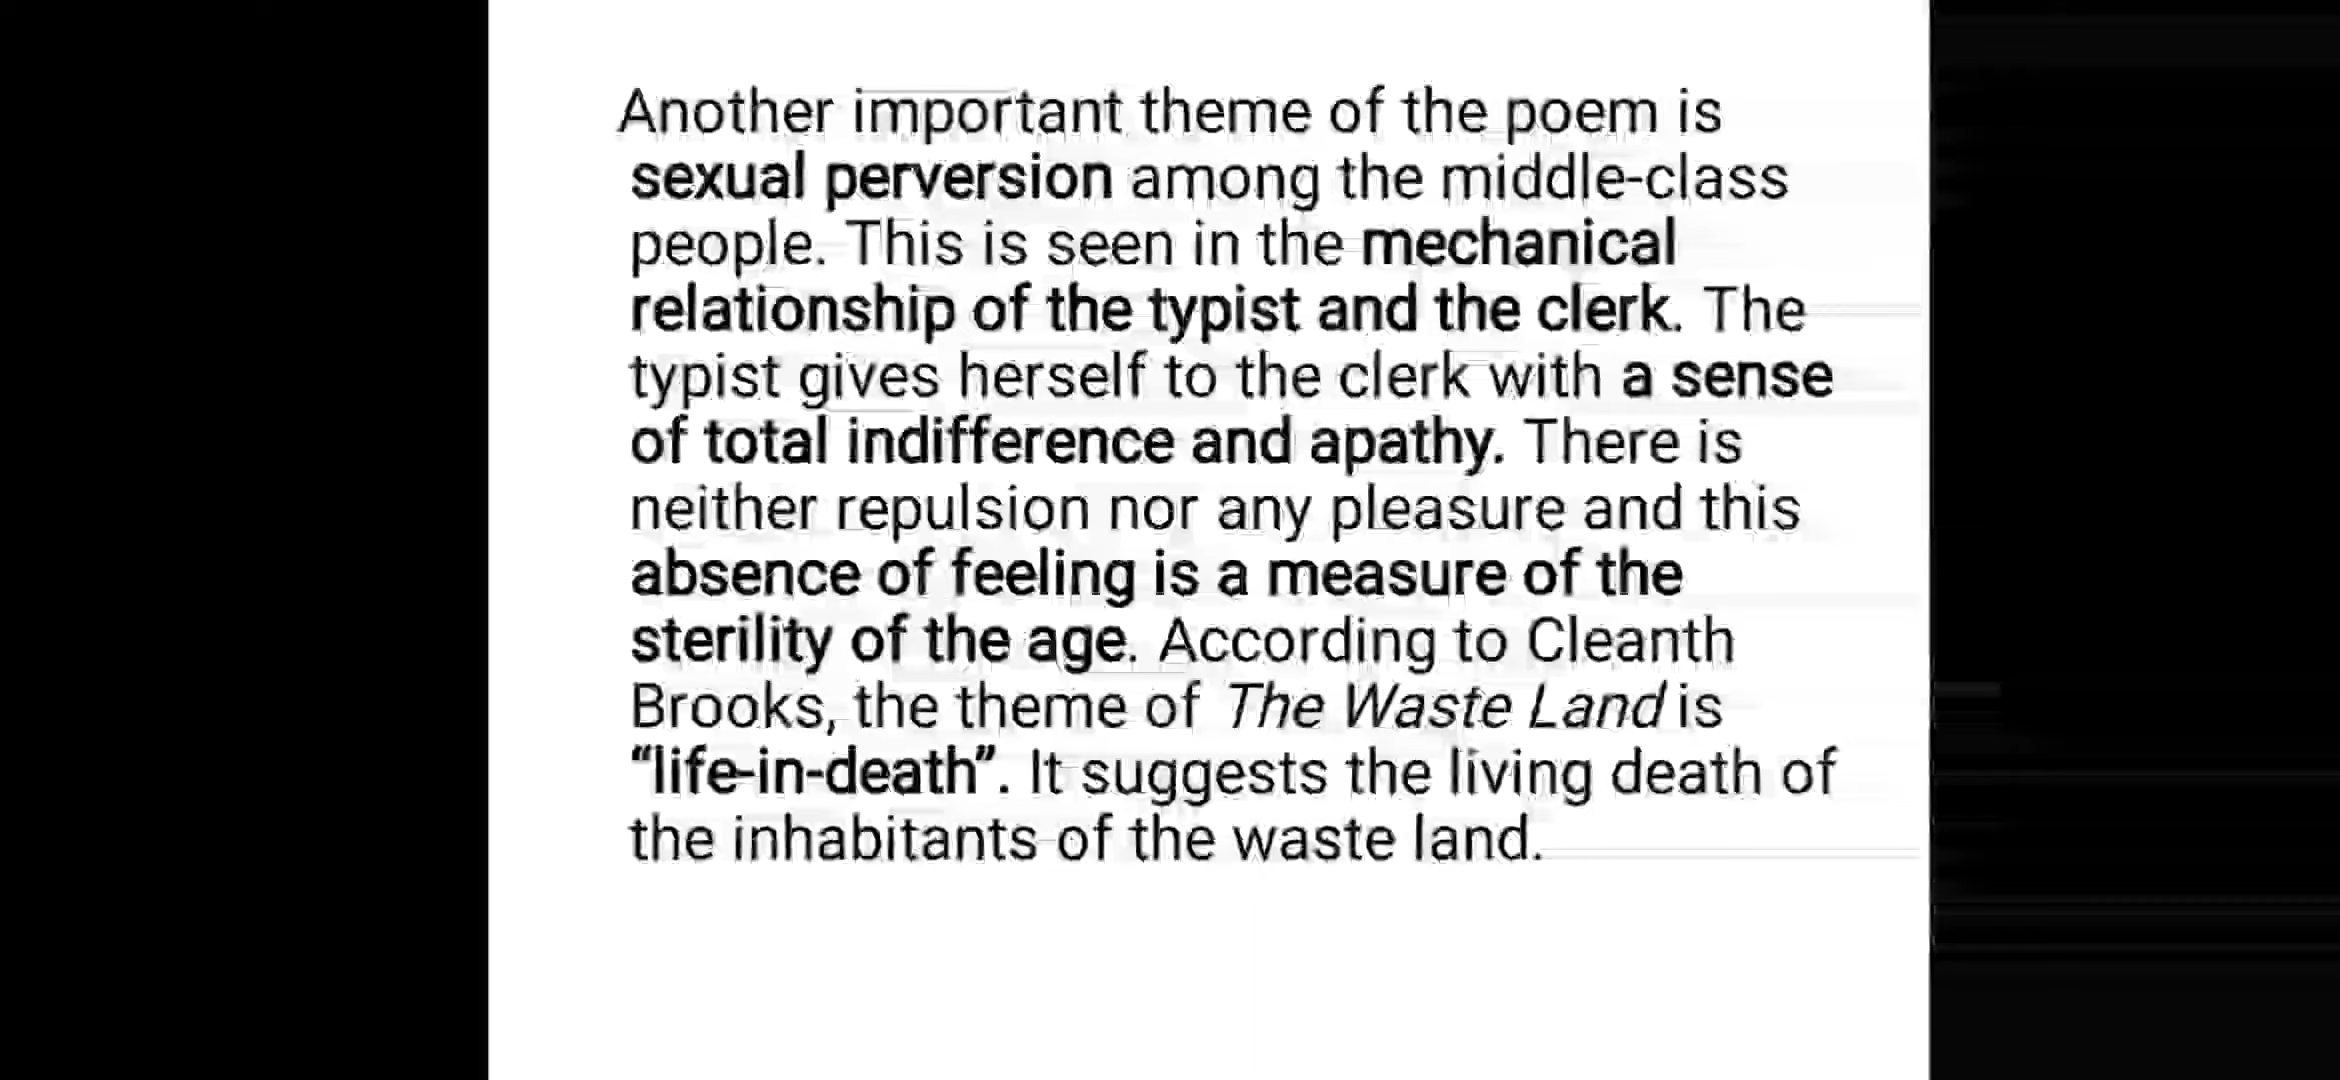 Another important theme of the poem is
sexual perversion among the middle-class
people. This is seen in the mechanical
relationship of the typist and the clerk. The
typist gives herself to the clerk with a sense
of total indifference and apathy. There is
neither repulsion nor any pleasure and this
absence of feeling is a measure of the
sterility of the age. According to Cleanth
Brooks, the theme of The Waste Land is
“life-in-death”. It suggests the living death of
the inhabitants of the waste land.